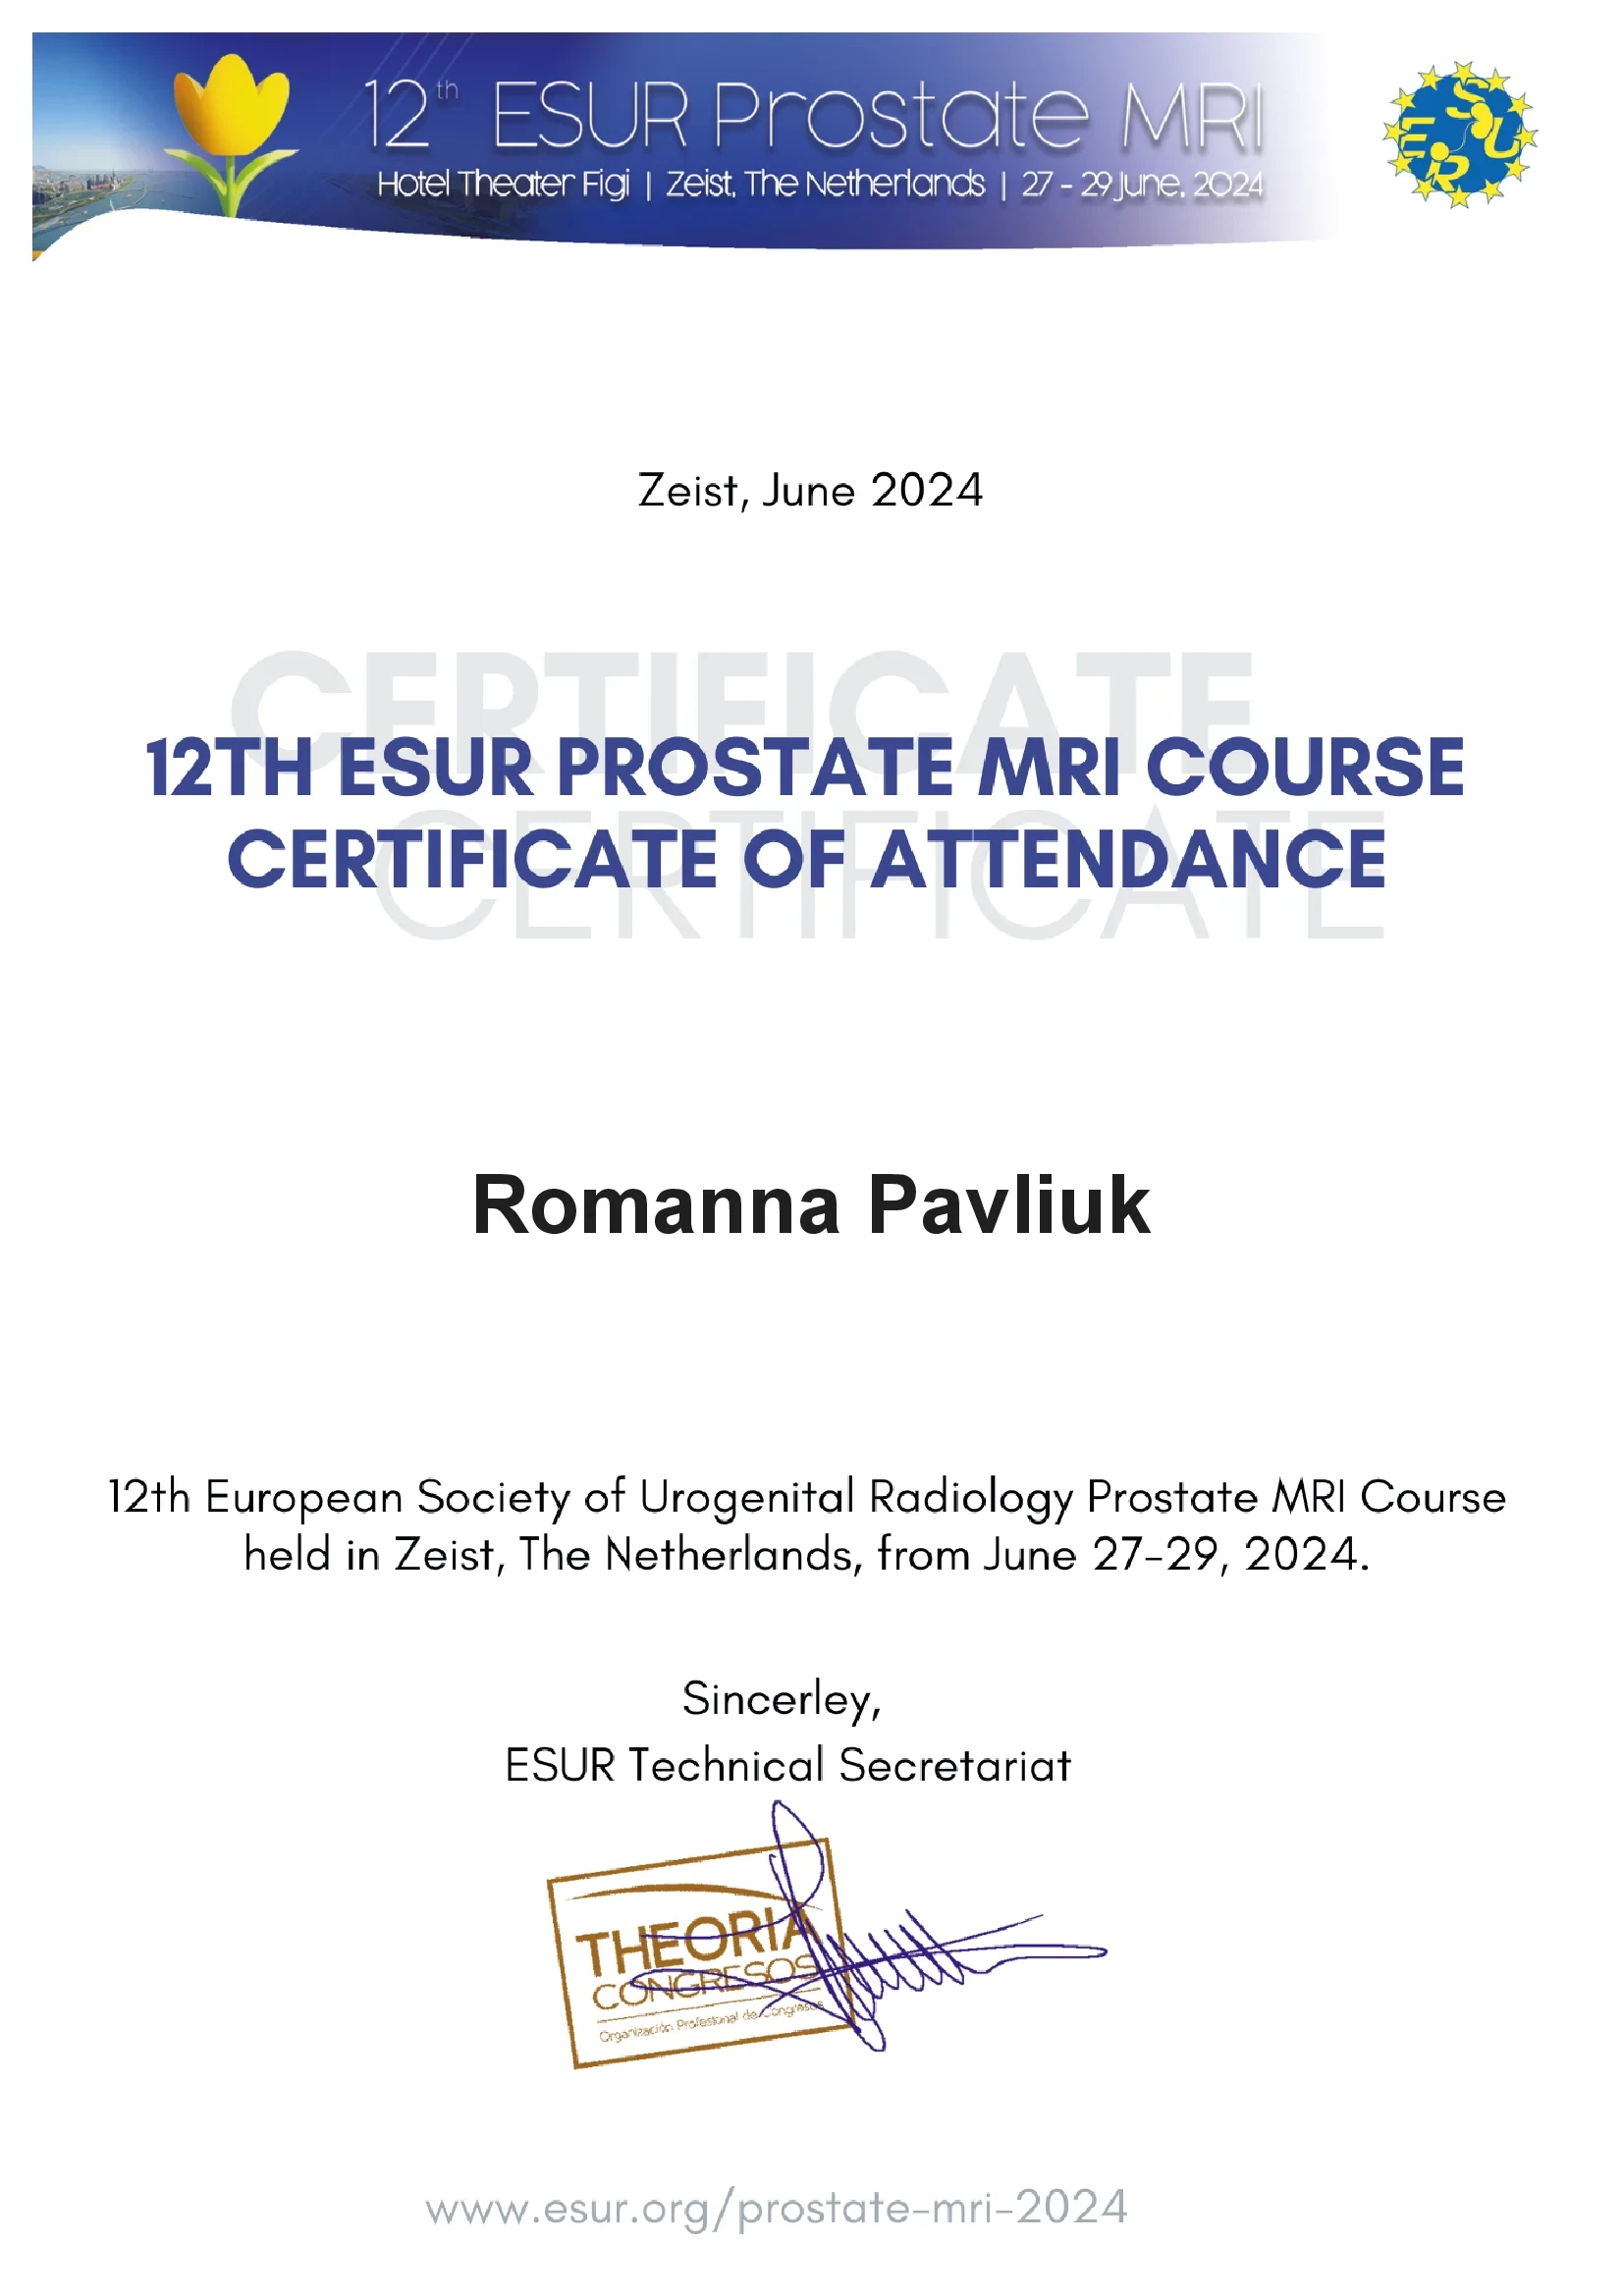 12th ESUR Prostate MRI
Hotel Theater Figi | Zeist, The Netherlands | 27 - 29 June, 2024
ESUR
Zeist, June 2024
CERTIFICATE
12TH ESUR PROSTATE MRI COURSE
CERTIFICATE
CERTIFICATE OF ATTENDANCE
Romanna Pavliuk
12th European Society of Urogenital Radiology Prostate MRI Course
held in Zeist, The Netherlands, from June 27-29, 2024.
Sincerley,
ESUR Technical Secretariat
THEORIA
CONGRESOS
Organización Profesional de Congresos
www.esur.org/prostate-mri-2024